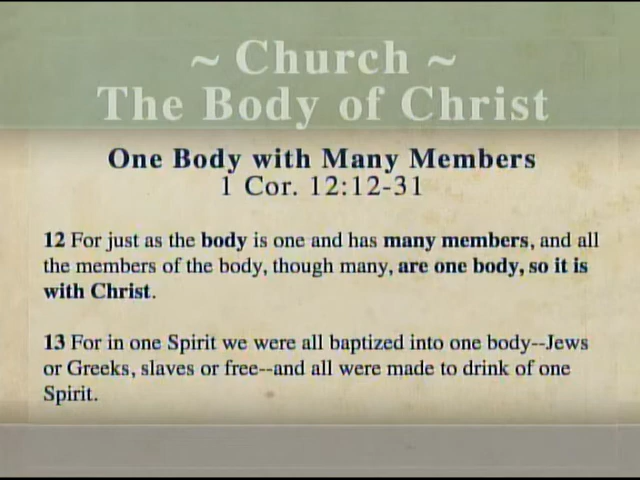 ~ Church ~
The Body of Christ
One Body with Many Members
1 Cor. 12:12-31
12 For just as the body is one and has many members, and all
the members of the body, though many, are one body, so it is
with Christ.
13 For in one Spirit we were all baptized into one body--Jews
or Greeks, slaves or free--and all were made to drink of one
Spirit.